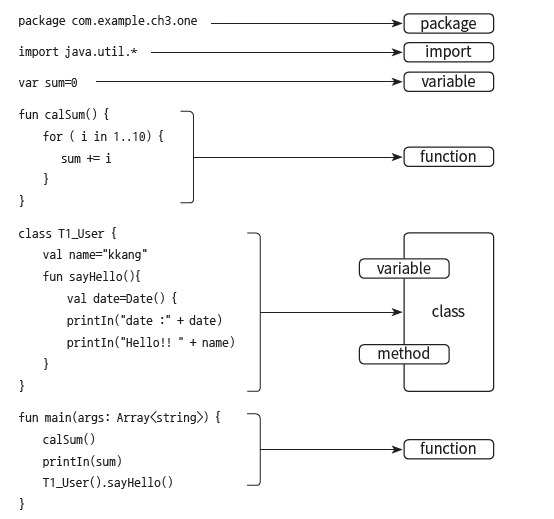 package com.example.ch3.one
package
import java.util.*
import
var sum=0
variable
fun calSum() {
for ( i in 1..10) {
sum += i
}
}
function
class T1_User {
val name="kkang"
fun sayHello(){
val date=Date() {
printIn("date :" + date)
printIn("Hello!! " + name)
}
}
variable
class
method
fun main(args: Array<string>) {
calSum()
printIn(sum)
T1_User().sayHello()
}
function